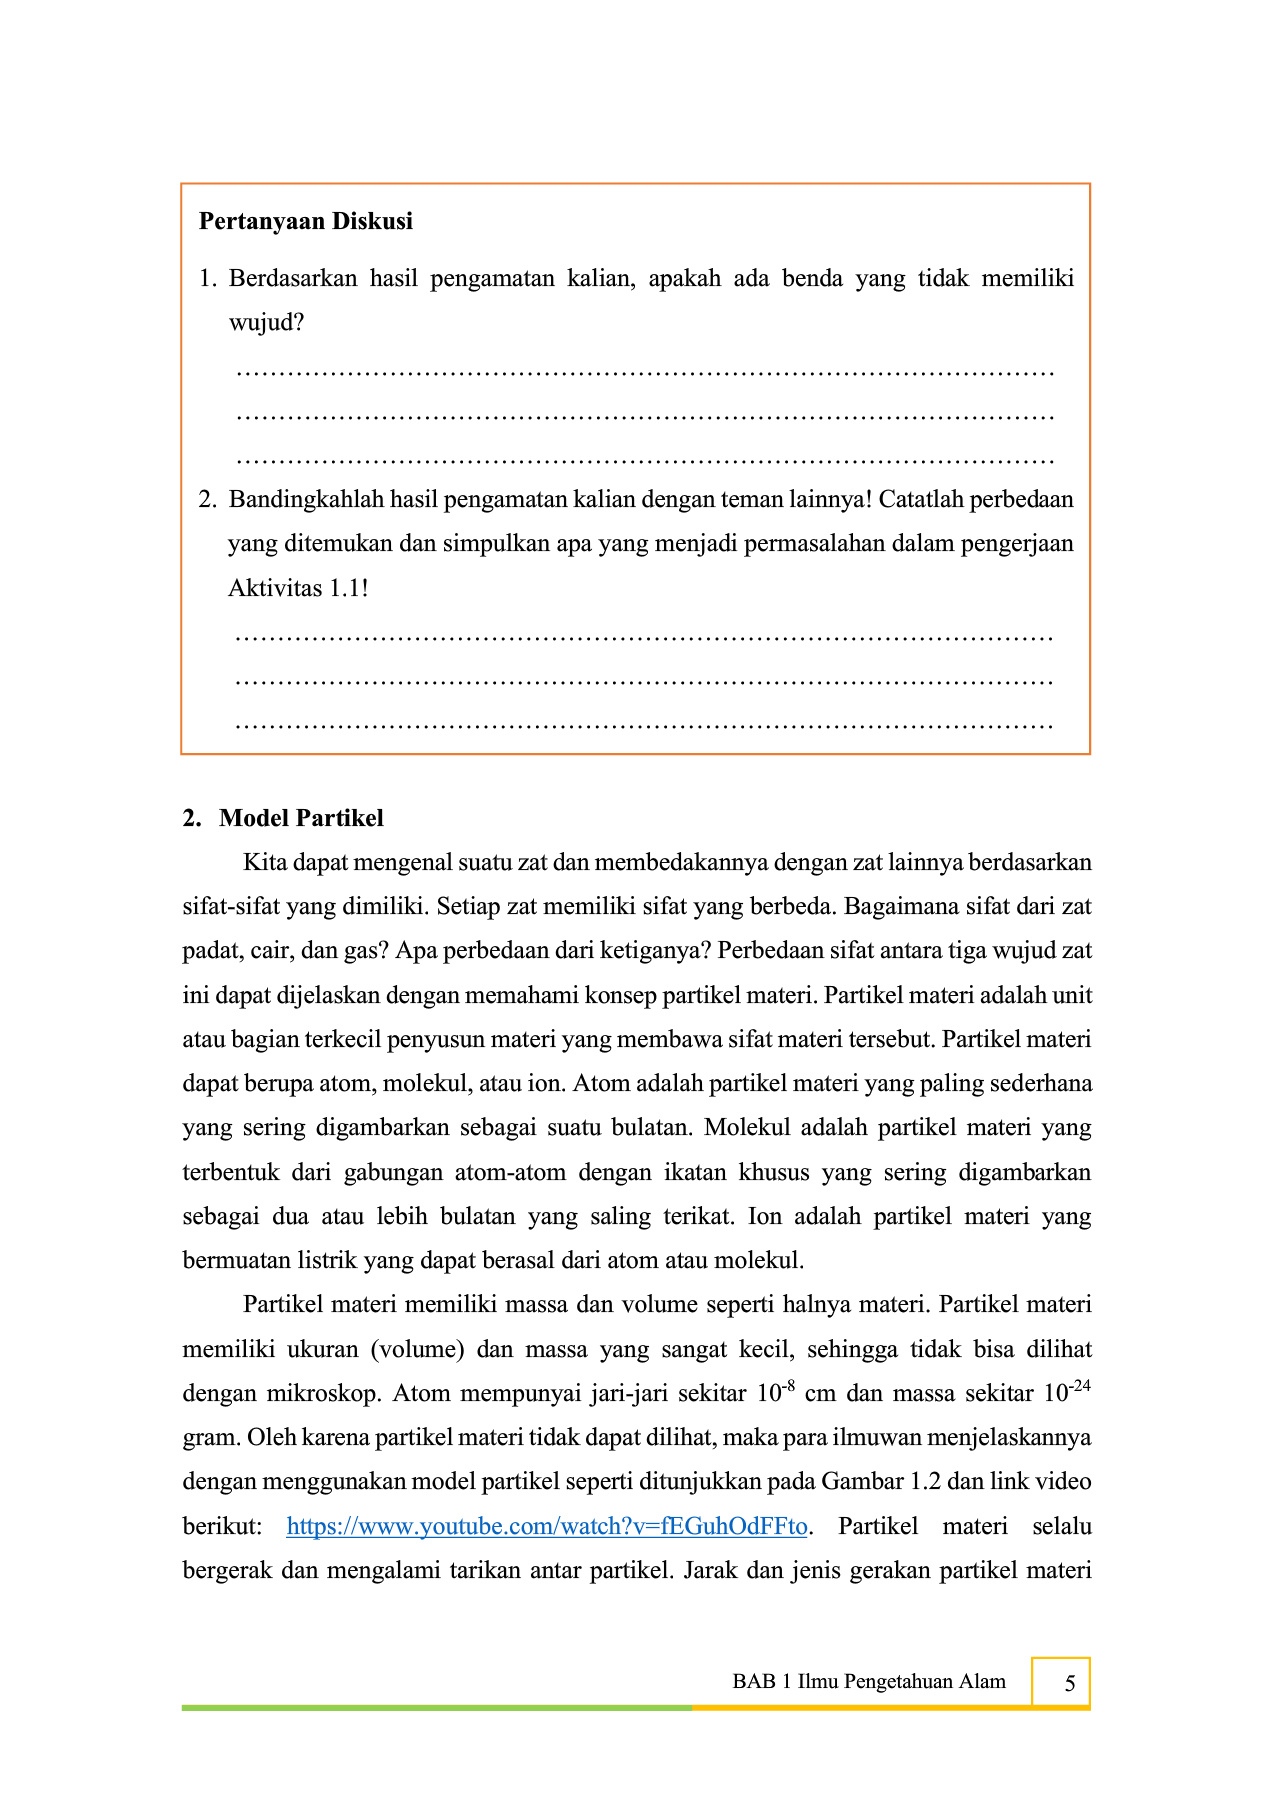 Pertanyaan Diskusi
1. Berdasarkan hasil pengamatan kalian, apakah ada benda yang tidak memiliki
wujud?
................................................................................................
................................................................................................
................................................................................................
2. Bandingkahlah hasil pengamatan kalian dengan teman lainnya! Catatlah perbedaan
yang ditemukan dan simpulkan apa yang menjadi permasalahan dalam pengerjaan
Aktivitas 1.1!
................................................................................................
................................................................................................
................................................................................................
2. Model Partikel
Kita dapat mengenal suatu zat dan membedakannya dengan zat lainnya berdasarkan
sifat-sifat yang dimiliki. Setiap zat memiliki sifat yang berbeda. Bagaimana sifat dari zat
padat, cair, dan gas? Apa perbedaan dari ketiganya? Perbedaan sifat antara tiga wujud zat
ini dapat dijelaskan dengan memahami konsep partikel materi. Partikel materi adalah unit
atau bagian terkecil penyusun materi yang membawa sifat materi tersebut. Partikel materi
dapat berupa atom, molekul, atau ion. Atom adalah partikel materi yang paling sederhana
yang sering digambarkan sebagai suatu bulatan. Molekul adalah partikel materi yang
terbentuk dari gabungan atom-atom dengan ikatan khusus yang sering digambarkan
sebagai dua atau lebih bulatan yang saling terikat. Ion adalah partikel materi yang
bermuatan listrik yang dapat berasal dari atom atau molekul.
Partikel materi memiliki massa dan volume seperti halnya materi. Partikel materi
memiliki ukuran (volume) dan massa yang sangat kecil, sehingga tidak bisa dilihat
dengan mikroskop. Atom mempunyai jari-jari sekitar 10⁻⁸ cm dan massa sekitar 10⁻²⁴
gram. Oleh karena partikel materi tidak dapat dilihat, maka para ilmuwan menjelaskannya
dengan menggunakan model partikel seperti ditunjukkan pada Gambar 1.2 dan link video
berikut: https://www.youtube.com/watch?v=fEGuhOdFFto. Partikel materi selalu
bergerak dan mengalami tarikan antar partikel. Jarak dan jenis gerakan partikel materi
BAB 1 Ilmu Pengetahuan Alam 5